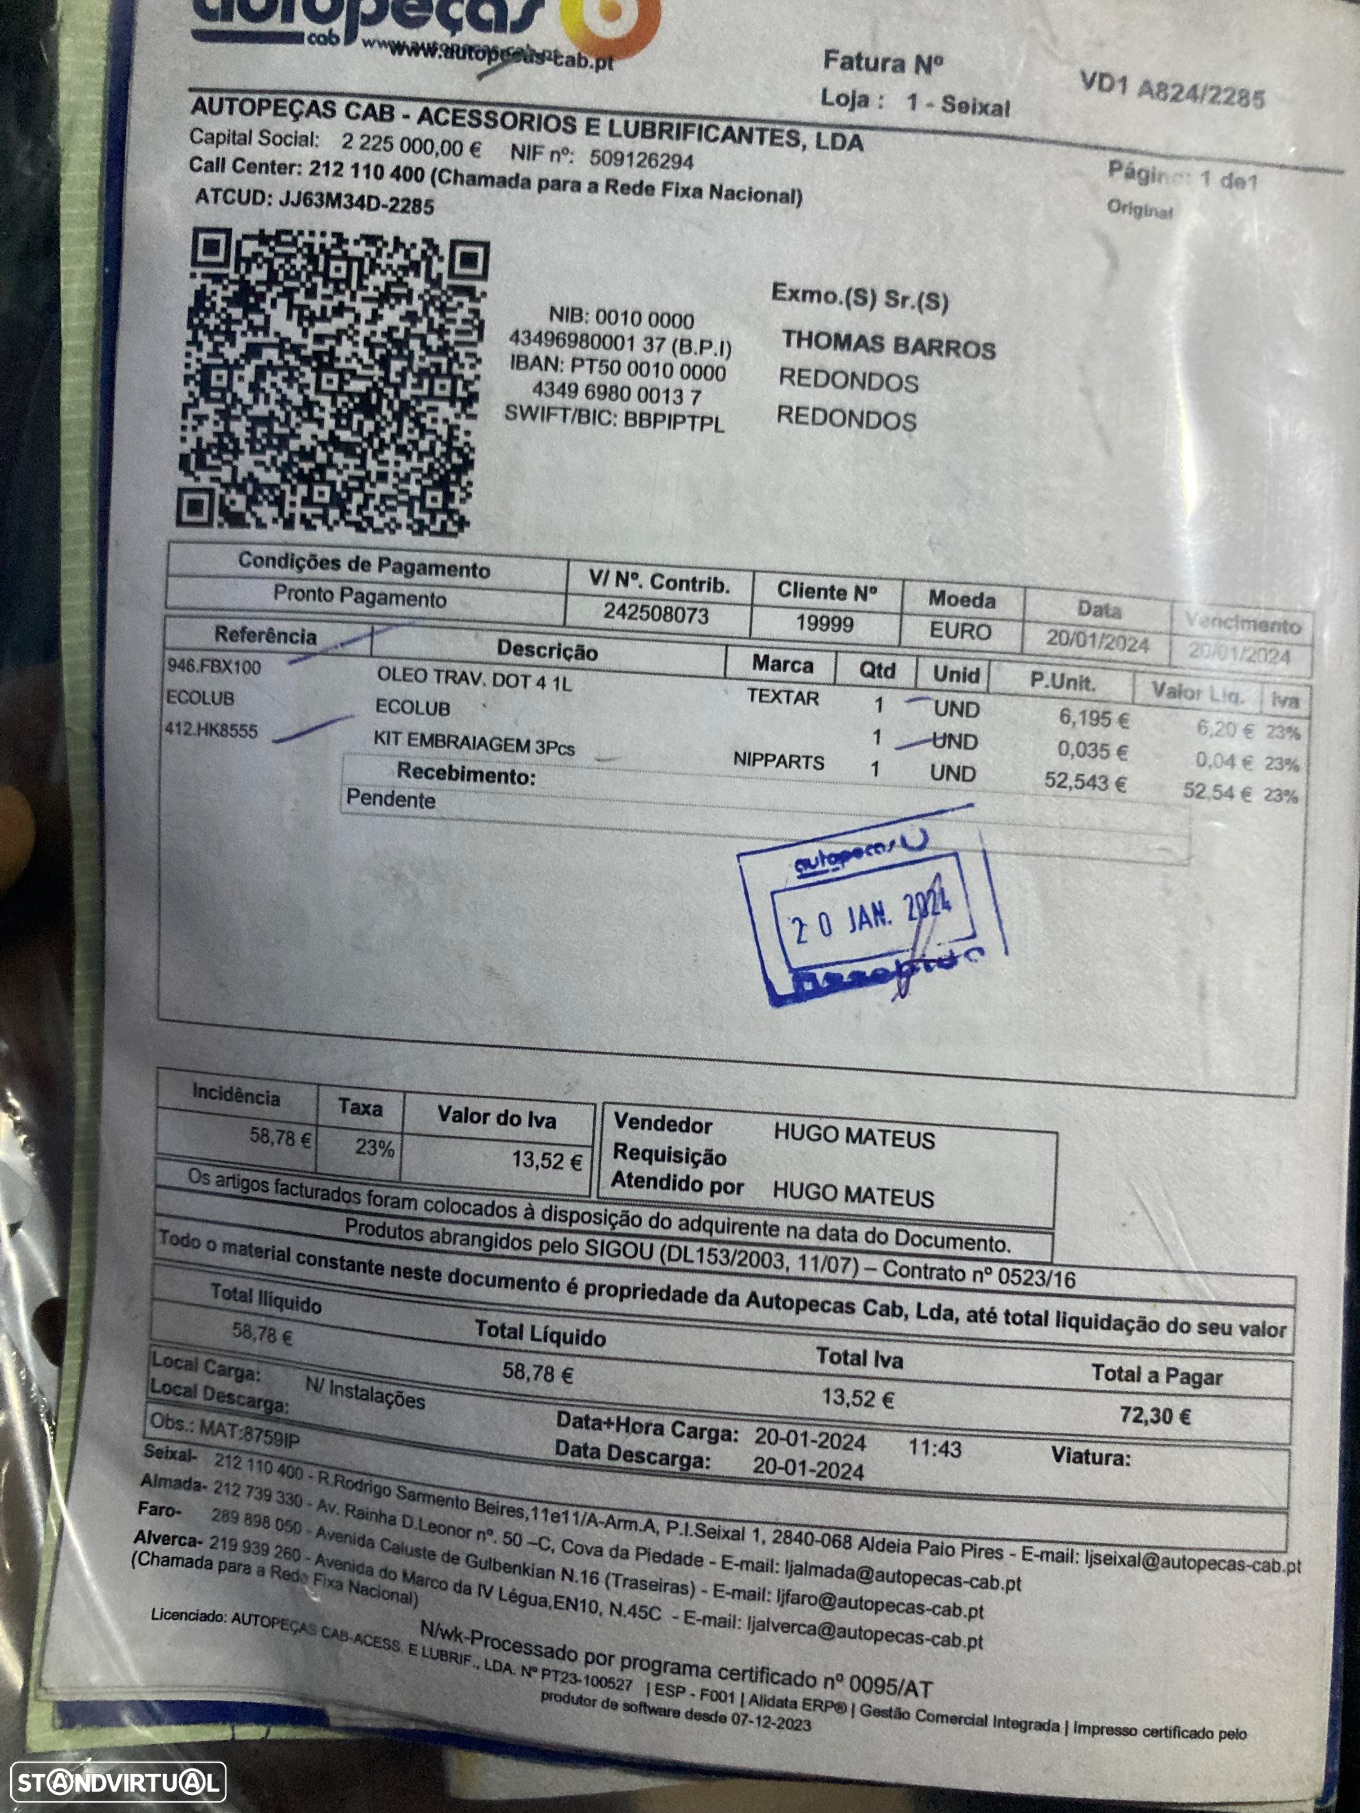 autopeças
cab www.autopecas-cab.pt
www.autopecas-cab.pt
Fatura Nº VD1 A824/2285
Loja : 1 - Seixal
AUTOPEÇAS CAB - ACESSORIOS E LUBRIFICANTES, LDA
Capital Social: 2 225 000,00 € NIF nº: 509126294
Call Center: 212 110 400 (Chamada para a Rede Fixa Nacional)
ATCUD: JJ63M34D-2285
Página: 1 de1
Original
NIB: 0010 0000
43496980001 37 (B.P.I)
IBAN: PT50 0010 0000
4349 6980 0013 7
SWIFT/BIC: BBPIPTPL
Exmo.(S) Sr.(S)
THOMAS BARROS
REDONDOS
REDONDOS
Condições de Pagamento V/ Nº. Contrib. Cliente Nº Moeda Data Vencimento
Pronto Pagamento 242508073 19999 EURO 20/01/2024 20/01/2024
Referência Descrição Marca Qtd Unid P.Unit. Valor Liq. Iva
946.FBX100 OLEO TRAV. DOT 4 1L TEXTAR 1 UND 6,195 € 6,20 € 23%
ECOLUB ECOLUB 1 UND 0,035 € 0,04 € 23%
412.HK8555 KIT EMBRAIAGEM 3Pcs NIPPARTS 1 UND 52,543 € 52,54 € 23%
Recebimento:
Pendente
autopeças
20 JAN. 2024
Incidência Taxa Valor do Iva
58,78 € 23% 13,52 €
Vendedor HUGO MATEUS
Requisição
Atendido por HUGO MATEUS
Os artigos facturados foram colocados à disposição do adquirente na data do Documento.
Produtos abrangidos pelo SIGOU (DL153/2003, 11/07) – Contrato nº 0523/16
Todo o material constante neste documento é propriedade da Autopecas Cab, Lda, até total liquidação do seu valor
Total Ilíquido Total Líquido Total Iva Total a Pagar
58,78 € 58,78 € 13,52 € 72,30 €
Local Carga: N/ Instalações Data+Hora Carga: 20-01-2024 11:43 Viatura:
Local Descarga: Data Descarga: 20-01-2024
Obs.: MAT:8759IP
Seixal- 212 110 400 - R.Rodrigo Sarmento Beires,11e11/A-Arm.A, P.I.Seixal 1, 2840-068 Aldeia Paio Pires - E-mail: ljseixal@autopecas-cab.pt
Almada- 212 739 330 - Av. Rainha D.Leonor nº. 50 –C, Cova da Piedade - E-mail: ljalmada@autopecas-cab.pt
Faro- 289 898 050 - Avenida Caluste de Gulbenkian N.16 (Traseiras) - E-mail: ljfaro@autopecas-cab.pt
Alverca- 219 939 260 - Avenida do Marco da IV Légua,EN10, N.45C - E-mail: ljalverca@autopecas-cab.pt
(Chamada para a Rede Fixa Nacional)
N/wk-Processado por programa certificado nº 0095/AT
Licenciado: AUTOPEÇAS CAB-ACESS. E LUBRIF., LDA. Nº PT23-100527 | ESP - F001 | Alidata ERP® | Gestão Comercial Integrada | Impresso certificado pelo
produtor de software desde 07-12-2023
STANDVIRTUAL